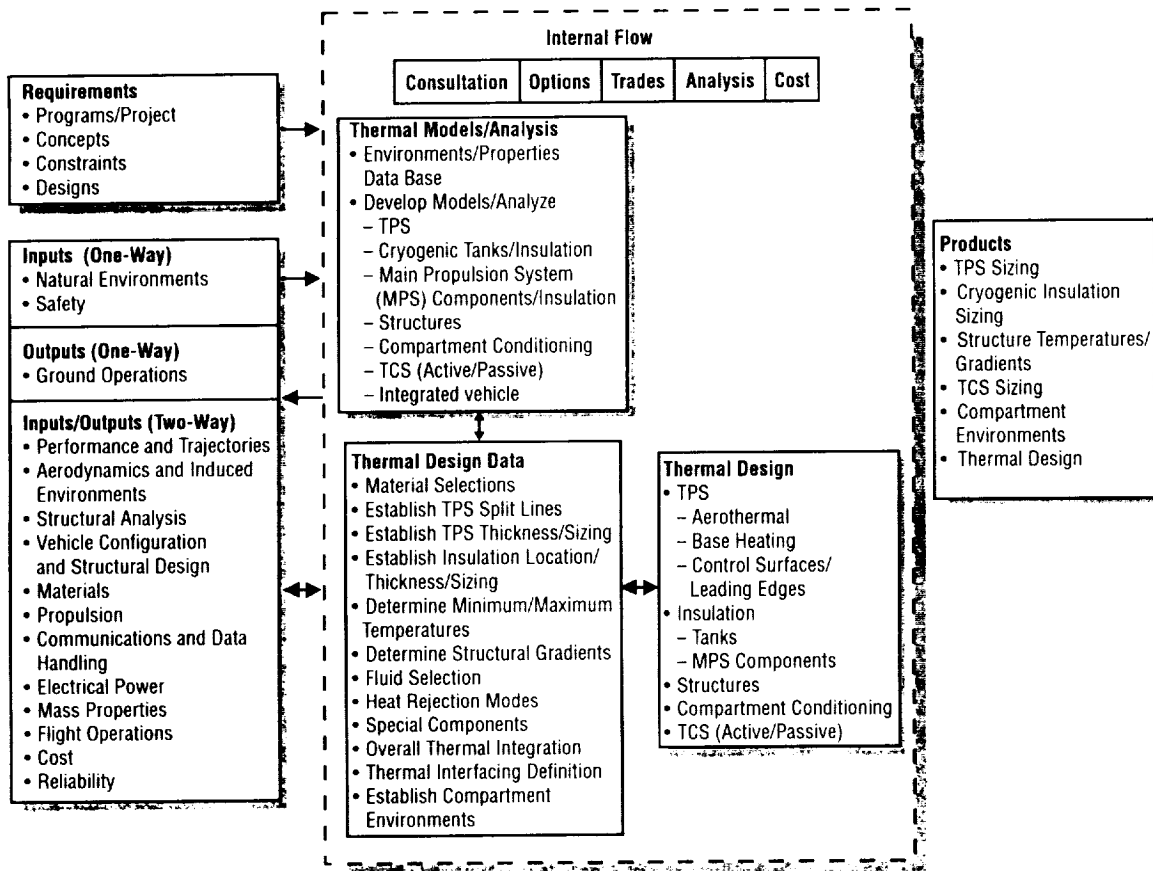 Internal Flow
Consultation Options Trades Analysis Cost
Requirements
• Programs/Project
• Concepts
• Constraints
• Designs
Inputs (One-Way)
• Natural Environments
• Safety
Outputs (One-Way)
• Ground Operations
Inputs/Outputs (Two-Way)
• Performance and Trajectories
• Aerodynamics and Induced
Environments
• Structural Analysis
• Vehicle Configuration
and Structural Design
• Materials
• Propulsion
• Communications and Data
Handling
• Electrical Power
• Mass Properties
• Flight Operations
• Cost
• Reliability
Thermal Models/Analysis
• Environments/Properties
Data Base
• Develop Models/Analyze
– TPS
– Cryogenic Tanks/Insulation
– Main Propulsion System
(MPS) Components/Insulation
– Structures
– Compartment Conditioning
– TCS (Active/Passive)
– Integrated vehicle
Thermal Design Data
• Material Selections
• Establish TPS Split Lines
• Establish TPS Thickness/Sizing
• Establish Insulation Location/
Thickness/Sizing
• Determine Minimum/Maximum
Temperatures
• Determine Structural Gradients
• Fluid Selection
• Heat Rejection Modes
• Special Components
• Overall Thermal Integration
• Thermal Interfacing Definition
• Establish Compartment
Environments
Thermal Design
• TPS
– Aerothermal
– Base Heating
– Control Surfaces/
Leading Edges
• Insulation
– Tanks
– MPS Components
• Structures
• Compartment Conditioning
• TCS (Active/Passive)
Products
• TPS Sizing
• Cryogenic Insulation
Sizing
• Structure Temperatures/
Gradients
• TCS Sizing
• Compartment
Environments
• Thermal Design